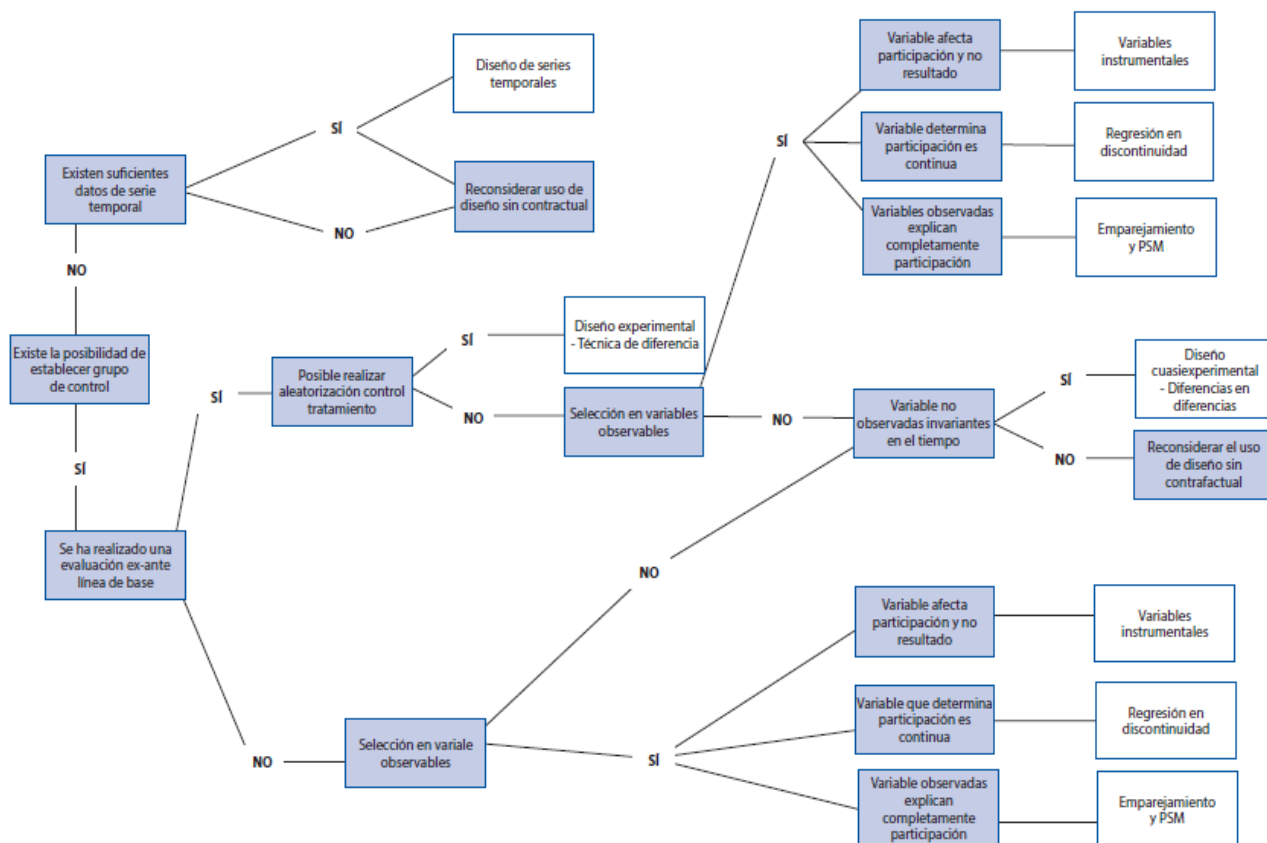 Diseño de series
temporales
SÍ
Existen suficientes
datos de serie
temporal
Reconsiderar uso de
diseño sin contractual
NO
NO
Existe la posibilidad de
establecer grupo
de control
SÍ
Se ha realizado una
evaluación ex-ante
línea de base
SÍ
Posible realizar
aleatorización control
tratamiento
SÍ
Diseño experimental
- Técnica de diferencia
NO
Selección en variables
observables
SÍ
Variable afecta
participación y no
resultado
Variables
instrumentales
Variable determina
participación es
continua
Regresión en
discontinuidad
Variables observadas
explican
completamente
participación
Emparejamiento
y PSM
NO
Variable no
observadas invariantes
en el tiempo
SÍ
Diseño
cuasiexperimental
- Diferencias en
diferencias
NO
Reconsiderar el uso
de diseño sin
contrafactual
NO
NO
Selección en variale
observables
SÍ
Variable afecta
participación y no
resultado
Variables
instrumentales
Variable que determina
participación es
continua
Regresión en
discontinuidad
Variable observadas
explican
completamente
participación
Emparejamiento
y PSM